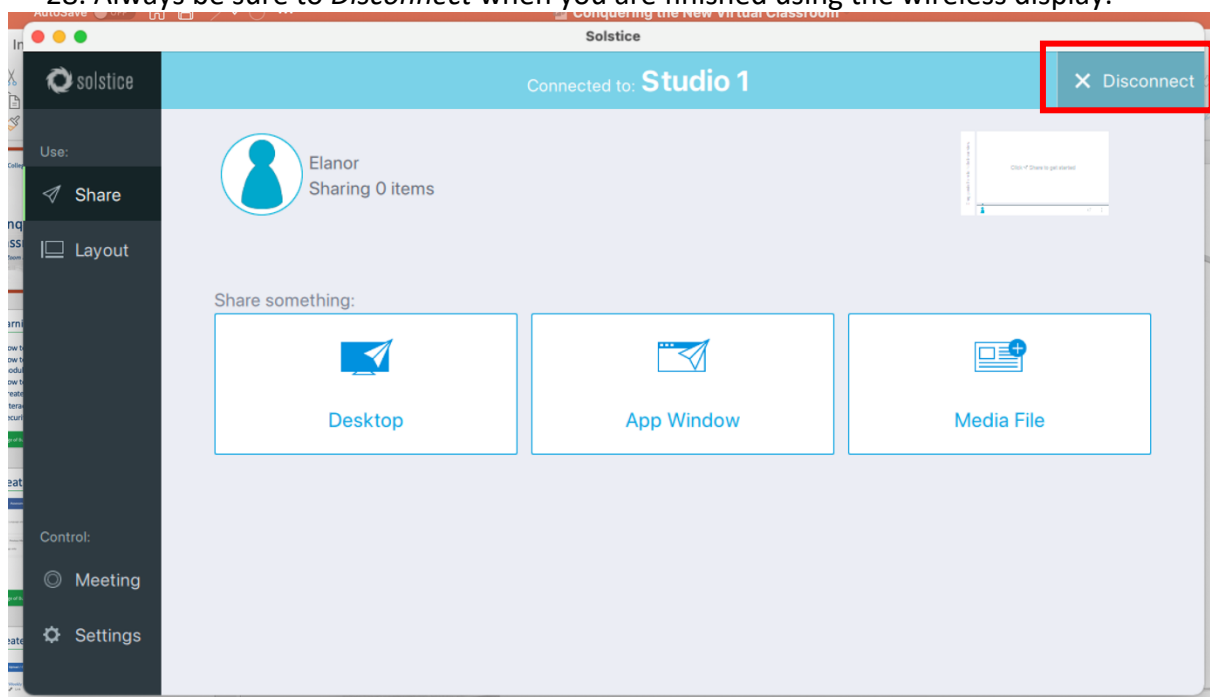 28. Always be sure to Disconnect when you are finished using the wireless display.
AutoSave
Conquering the New Virtual Classroom
Solstice
solstice
Connected to: Studio 1
Disconnect
Use:
Elanor
Sharing 0 items
Share
Layout
Share something:
Desktop
App Window
Media File
Control:
Meeting
Settings